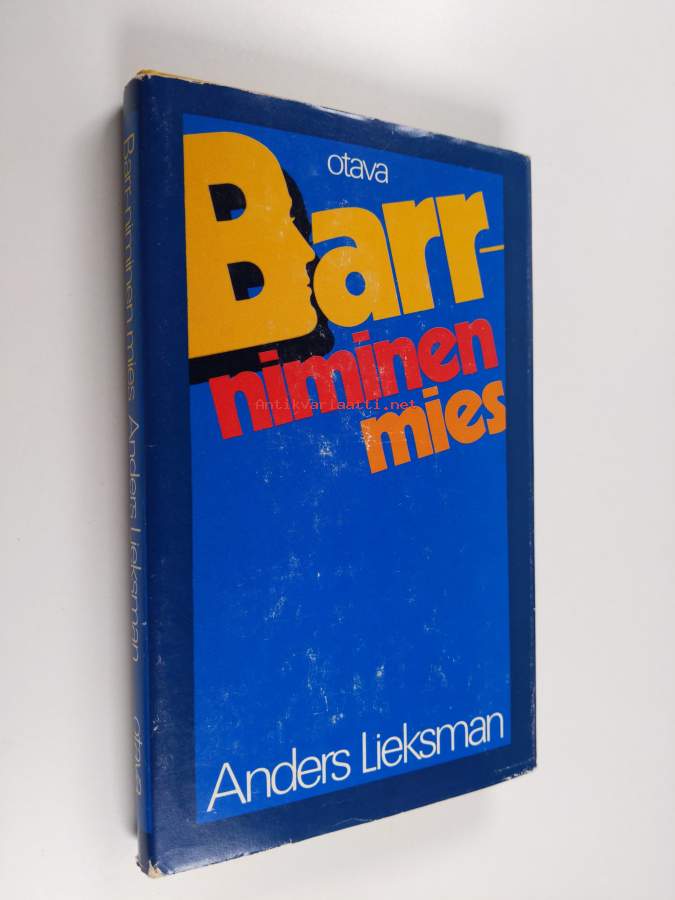 otava
Barr-
niminen
mies
Anders Lieksman
Barr-niminen mies Anders Lieksman otava
Antikvariaatti.net